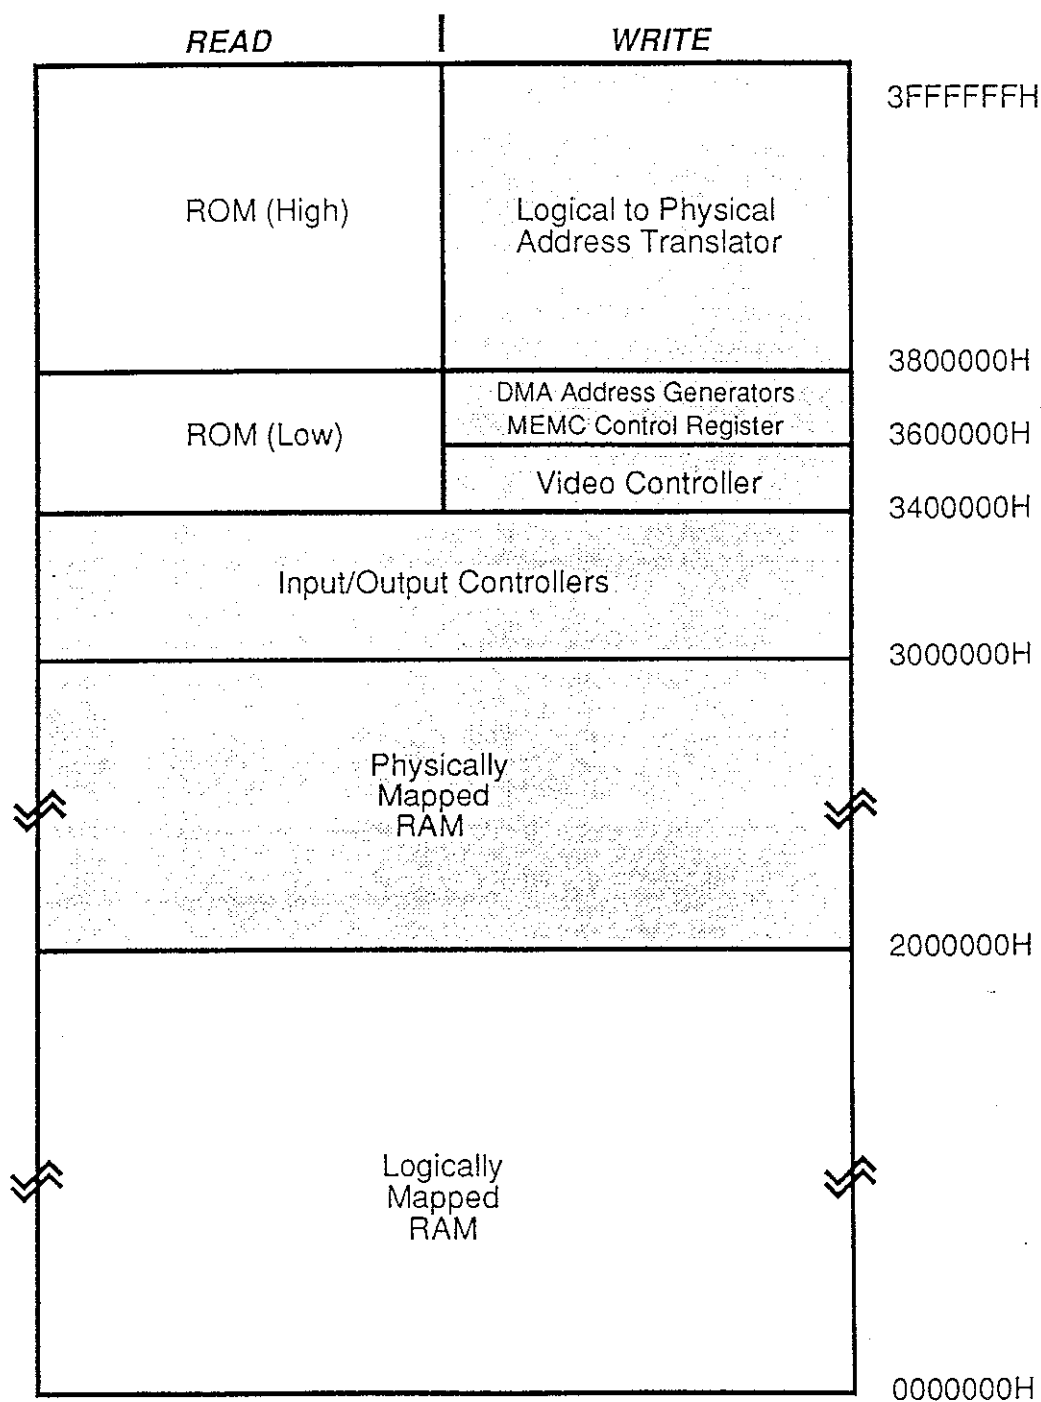 READ
WRITE
3FFFFFFH
ROM (High)
Logical to Physical
Address Translator
3800000H
DMA Address Generators
MEMC Control Register
ROM (Low)
3600000H
Video Controller
3400000H
Input/Output Controllers
3000000H
Physically
Mapped
RAM
2000000H
Logically
Mapped
RAM
0000000H